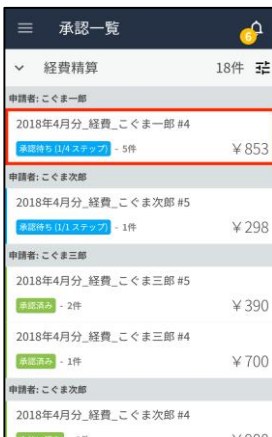 承認一覧
6
経費精算 18件
申請者: こぐま一郎
2018年4月分_経費_こぐま一郎 #4
承認待ち (1/4 ステップ) - 5件 ￥853
申請者: こぐま次郎
2018年4月分_経費_こぐま次郎 #5
承認待ち (1/1 ステップ) - 1件 ￥298
申請者: こぐま三郎
2018年4月分_経費_こぐま三郎 #5
承認済み - 2件 ￥390
2018年4月分_経費_こぐま三郎 #4
承認済み - 1件 ￥700
申請者: こぐま次郎
2018年4月分_経費_こぐま次郎 #4